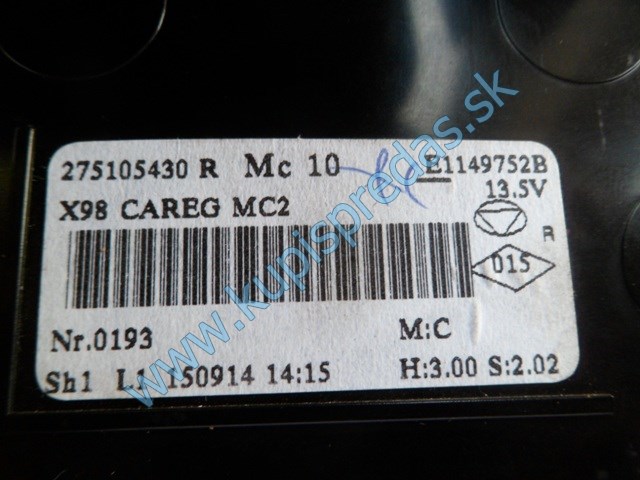 275105430 R Mc 10 E1149752B
13.5V
X98 CAREG MC2
R
015
Nr.0193 M:C
Sh1 L1 150914 14:15 H:3.00 S:2.02
www.kupispredas.sk